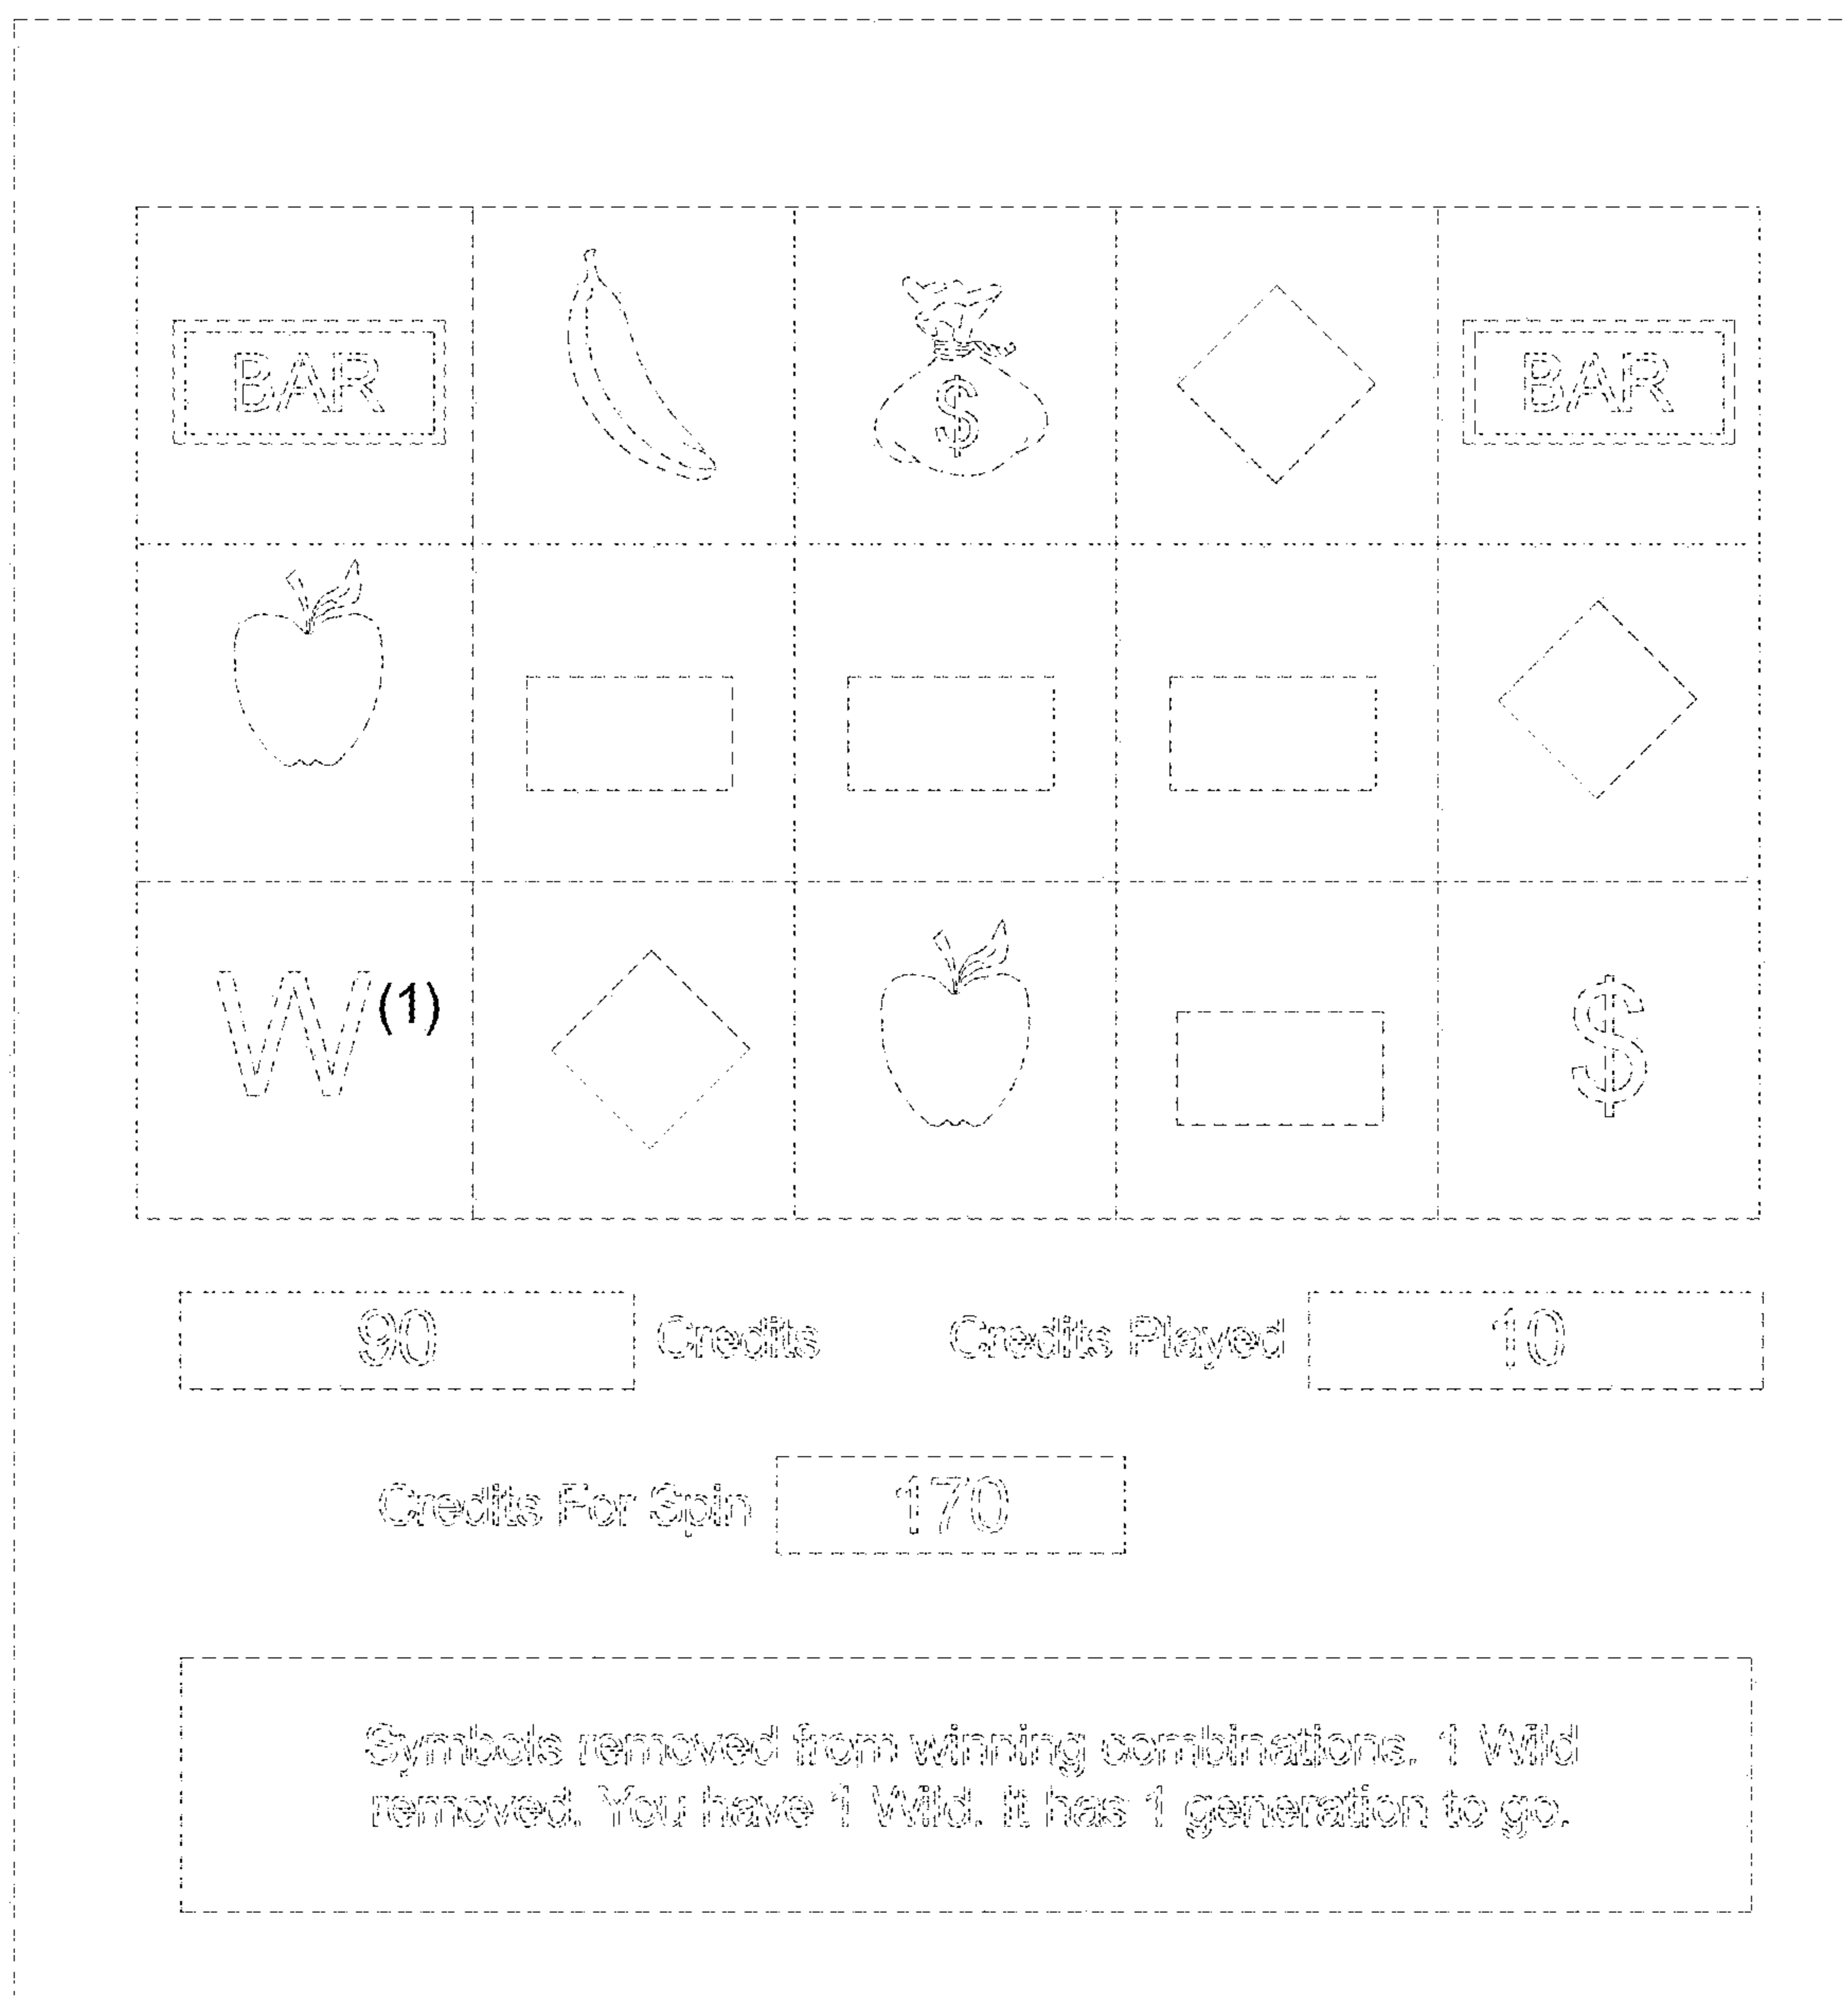 BAR
$
BAR
W(1)
$
90 Credits Credits Played 10
Credits For Spin 170
Symbols removed from winning combinations. 1 Wild
removed. You have 1 Wild. It has 1 generation to go.